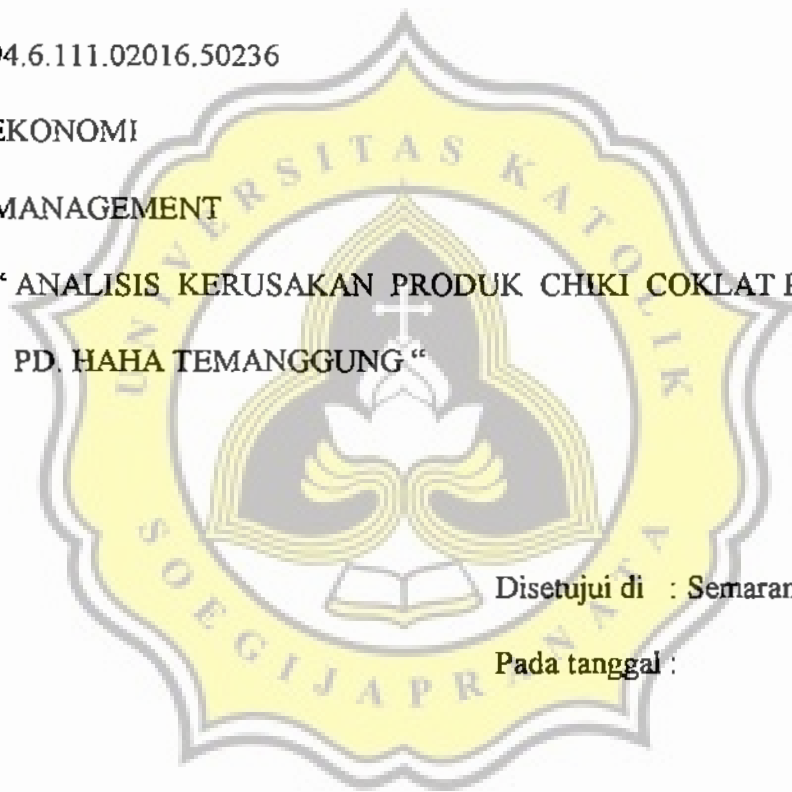 94.6.111.02016.50236
EKONOMI
MANAGEMENT
“ ANALISIS KERUSAKAN PRODUK CHIKI COKLAT P
PD. HAHA TEMANGGUNG “
Disetujui di : Semaran
Pada tanggal :
UNIVERSITAS KATOLIK
SOEGIJAPRANATA